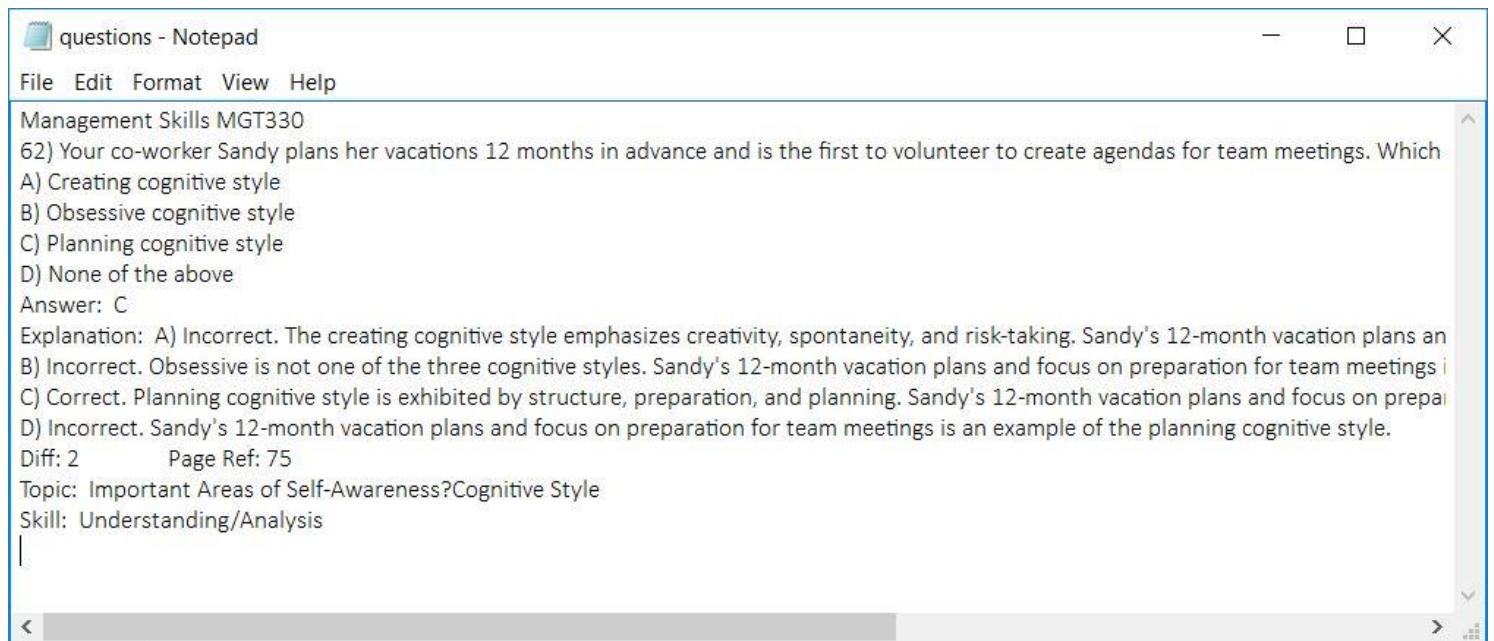 questions - Notepad
File Edit Format View Help
Management Skills MGT330
62) Your co-worker Sandy plans her vacations 12 months in advance and is the first to volunteer to create agendas for team meetings. Which
A) Creating cognitive style
B) Obsessive cognitive style
C) Planning cognitive style
D) None of the above
Answer:  C
Explanation:  A) Incorrect. The creating cognitive style emphasizes creativity, spontaneity, and risk-taking. Sandy's 12-month vacation plans an
B) Incorrect. Obsessive is not one of the three cognitive styles. Sandy's 12-month vacation plans and focus on preparation for team meetings i
C) Correct. Planning cognitive style is exhibited by structure, preparation, and planning. Sandy's 12-month vacation plans and focus on prepar
D) Incorrect. Sandy's 12-month vacation plans and focus on preparation for team meetings is an example of the planning cognitive style.
Diff: 2 Page Ref: 75
Topic:  Important Areas of Self-Awareness?Cognitive Style
Skill:  Understanding/Analysis